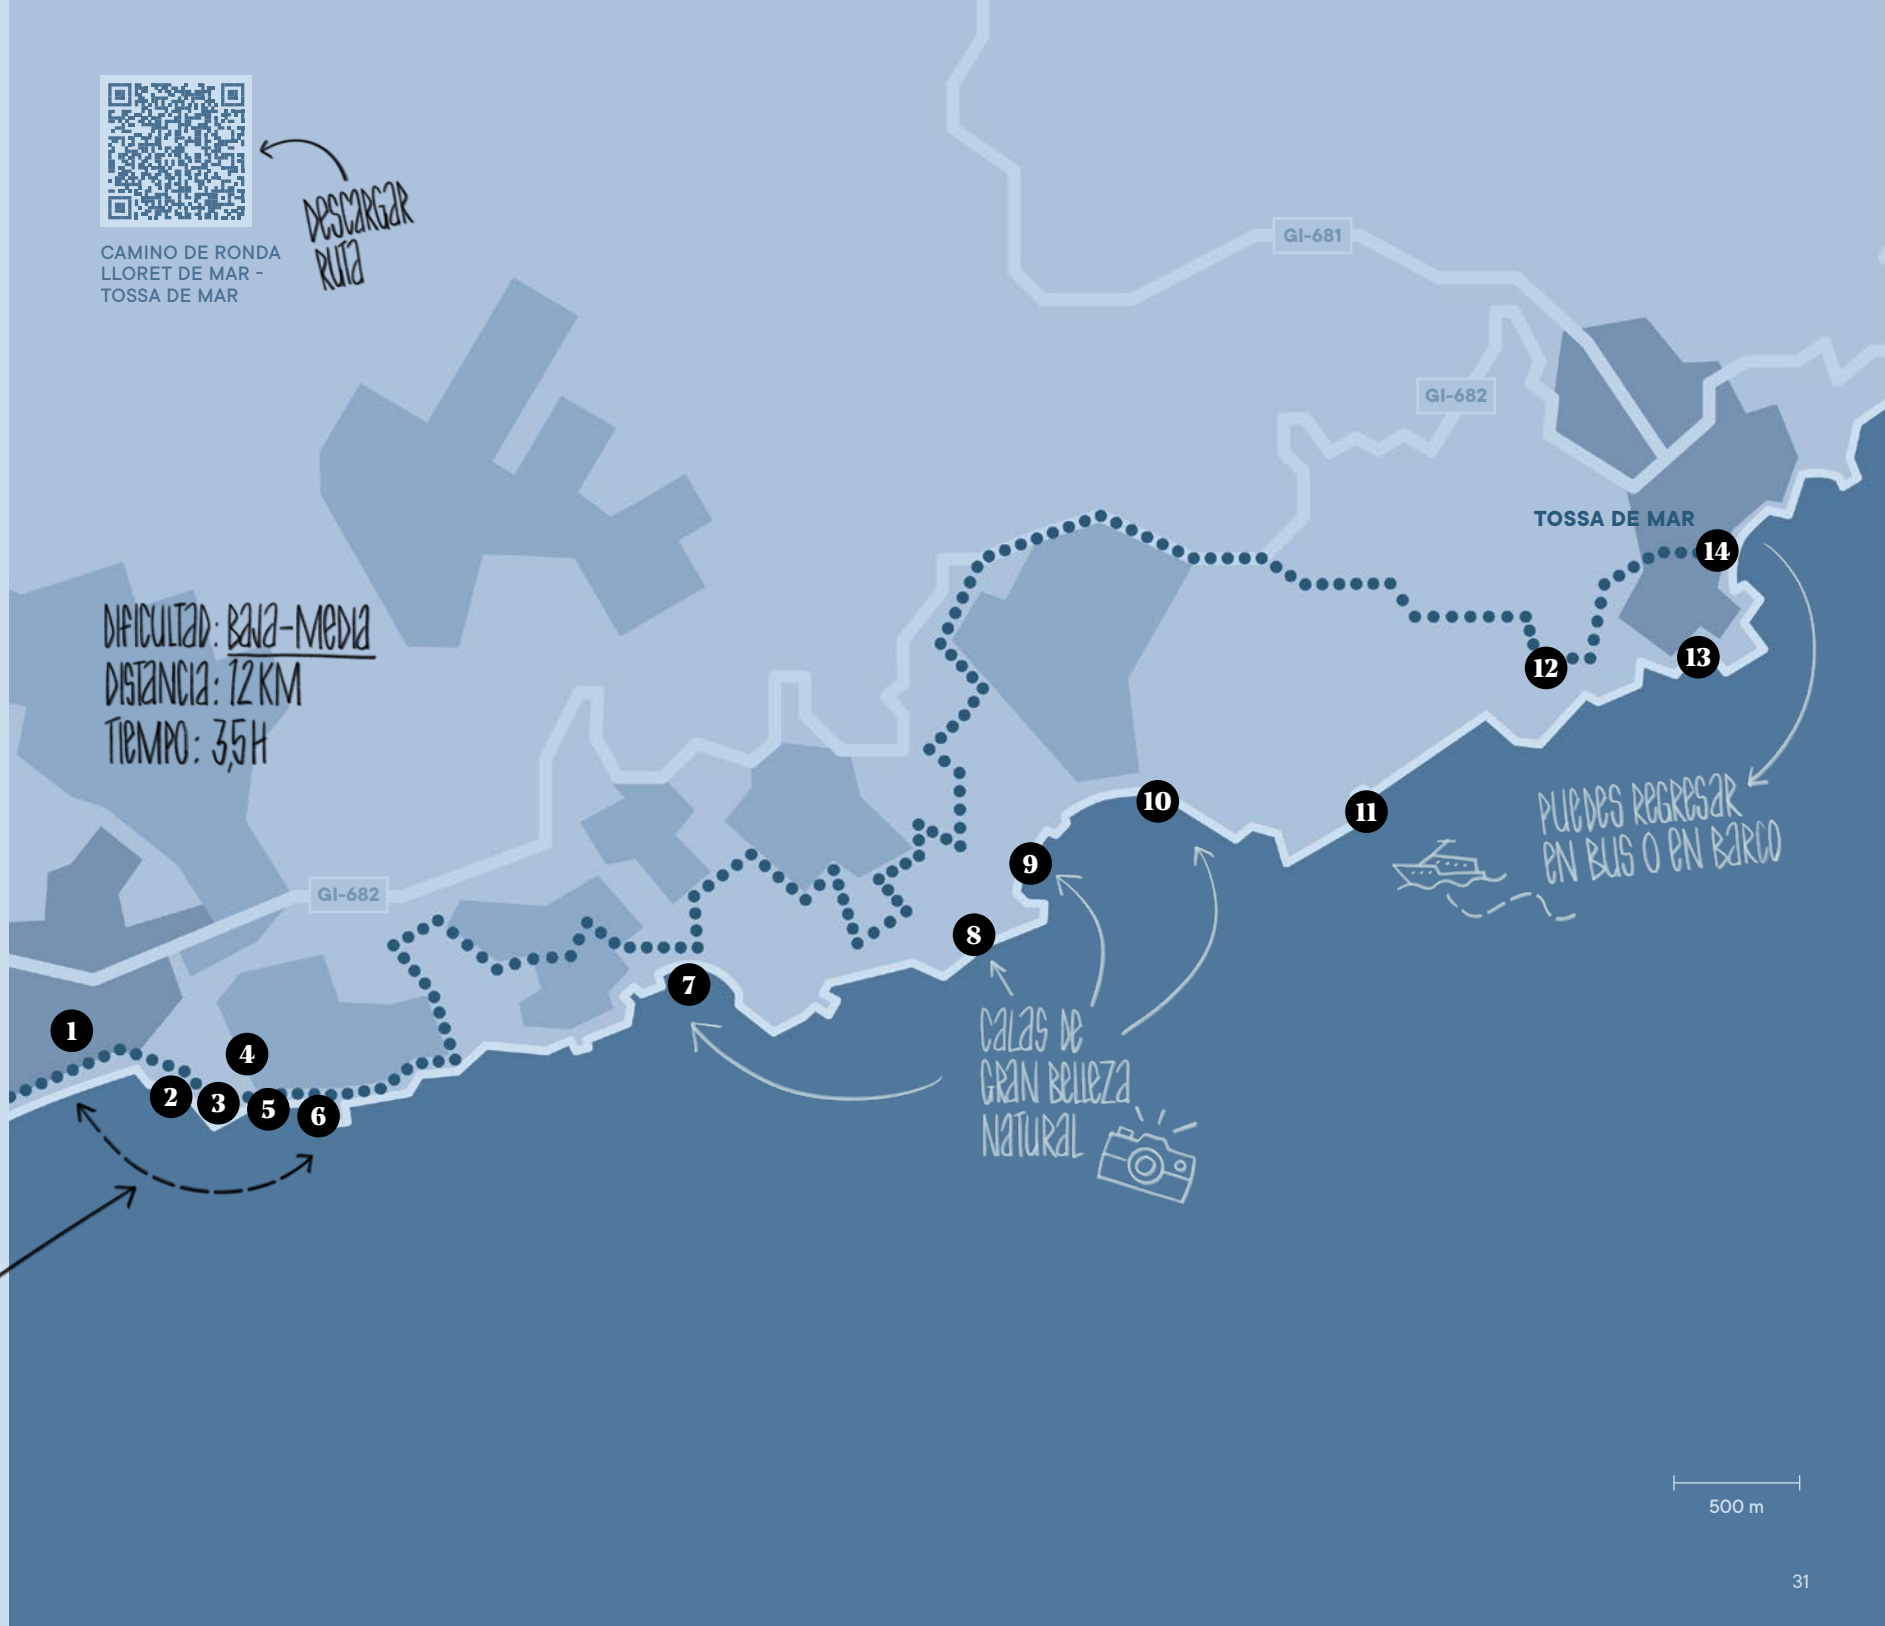 DESCARGAR
RUTA
CAMINO DE RONDA
LLORET DE MAR -
TOSSA DE MAR
GI-681
GI-682
TOSSA DE MAR
14
DIFICULTAD: BAJA-MEDIA
DISTANCIA: 12 KM
TIEMPO: 3,5 H
12
13
PUEDES REGRESAR
EN BUS O EN BARCO
10
11
9
GI-682
8
7
CALAS DE
GRAN BELLEZA
NATURAL
1
4
2
3
5
6
500 m
31